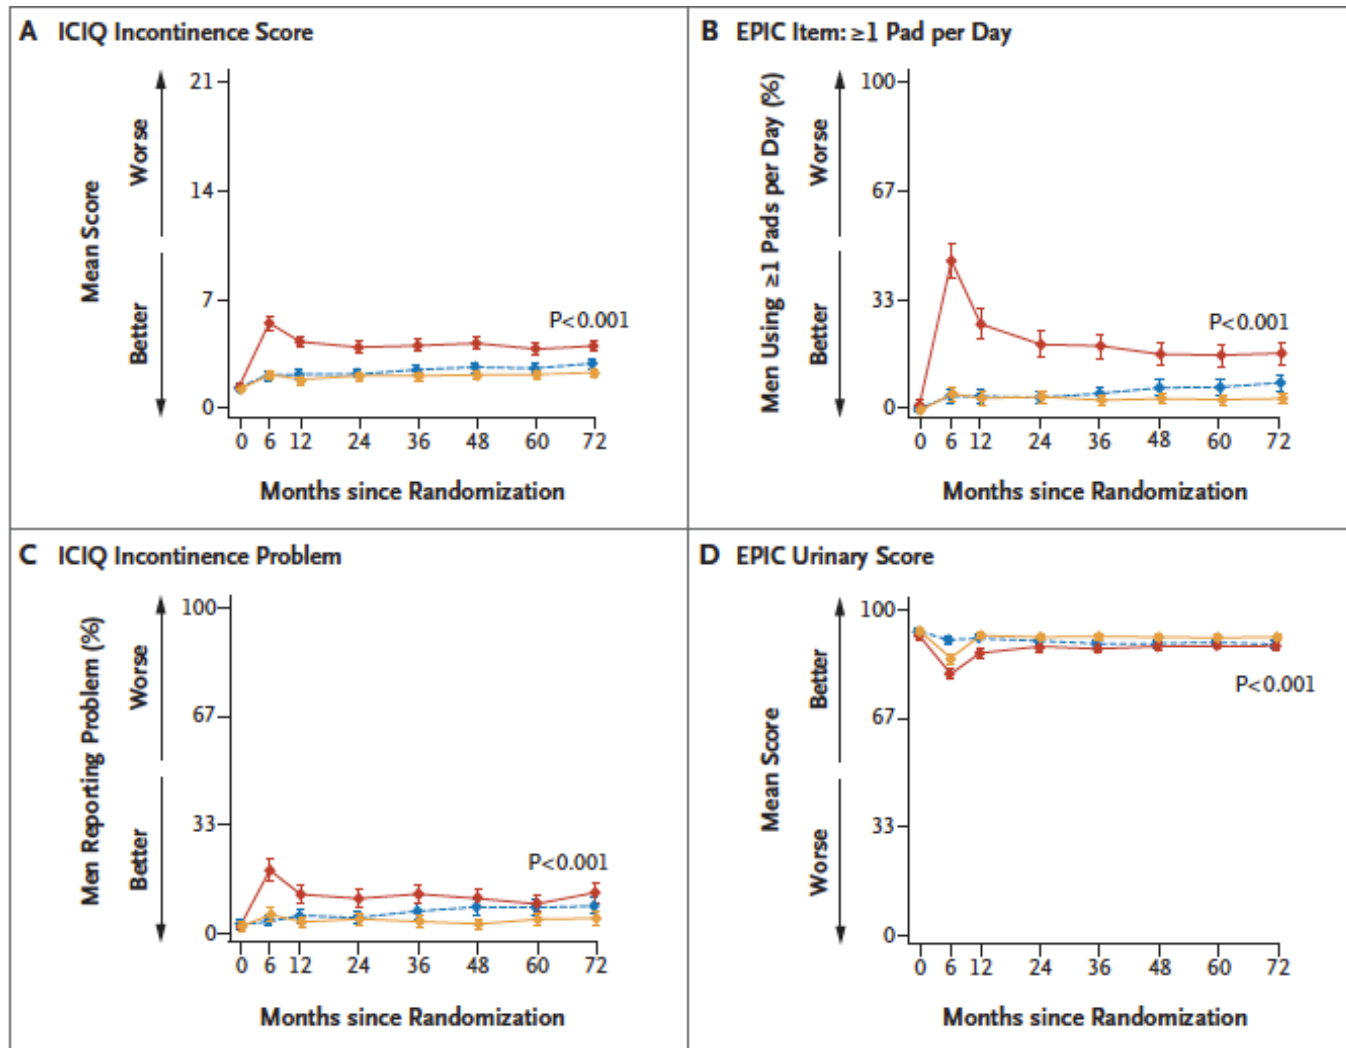 A ICIQ Incontinence Score
Mean Score
Better
Worse
21
14
7
0
P<0.001
0 6 12 24 36 48 60 72
Months since Randomization
B EPIC Item: ≥1 Pad per Day
Men Using ≥1 Pads per Day (%)
Better
Worse
100
67
33
0
P<0.001
0 6 12 24 36 48 60 72
Months since Randomization
C ICIQ Incontinence Problem
Men Reporting Problem (%)
Better
Worse
100
67
33
0
P<0.001
0 6 12 24 36 48 60 72
Months since Randomization
D EPIC Urinary Score
Mean Score
Worse
Better
100
67
33
0
P<0.001
0 6 12 24 36 48 60 72
Months since Randomization